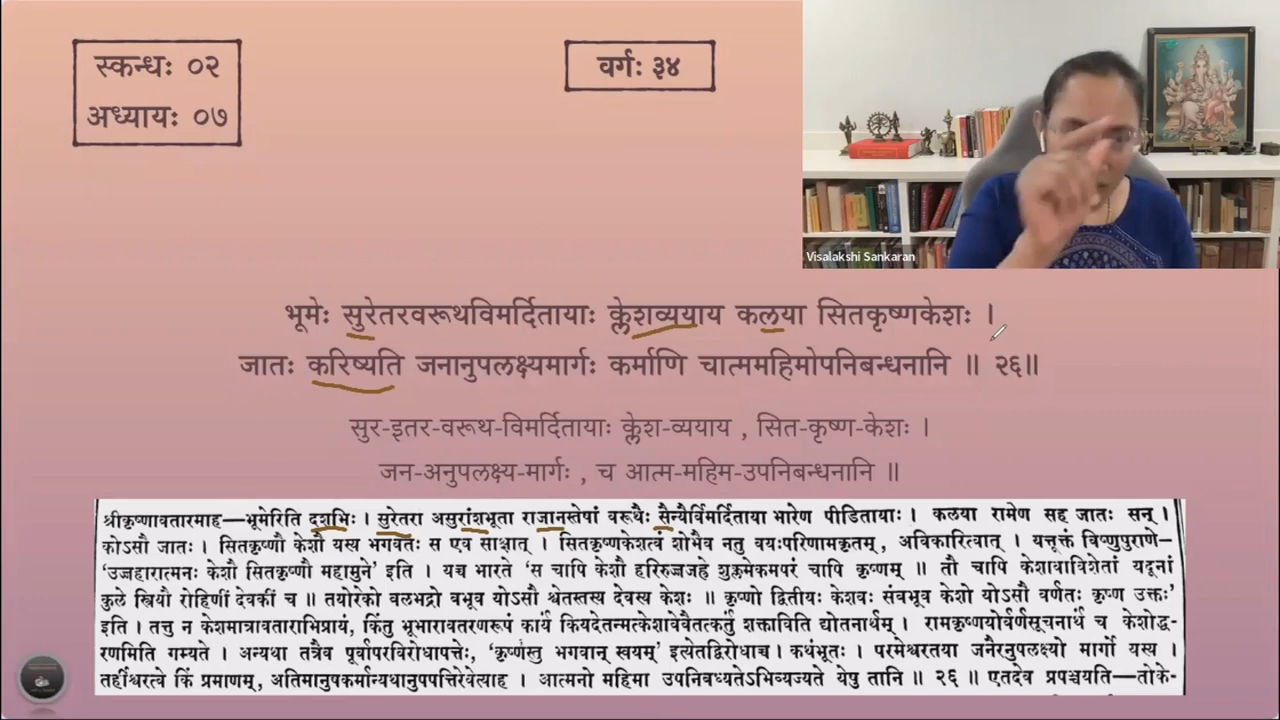 स्कन्धः ०२
अध्यायः ०७
वर्गः ३४
Visalakshi Sankaran
भूमेः सुरेतरवरूथविमर्दितायाः क्लेशव्ययाय कलया सितकृष्णकेशः ।
जातः करिष्यति जनानुपलक्ष्यमार्गः कर्माणि चात्ममहिमोपनिबन्धनानि ॥ २६॥
सुर-इतर-वरूथ-विमर्दितायाः क्लेश-व्ययाय , सित-कृष्ण-केशः ।
जन-अनुपलक्ष्य-मार्गः , च आत्म-महिम-उपनिबन्धनानि ॥
श्रीकृष्णावतारमाह—भूमेरिति दशभिः । सुरेतरा असुरांशभूता राजानस्तेषां वरूथैः सैन्यैर्विमर्दिताया भारेण पीडितायाः । कलया रामेण सह जातः सन् ।
कोऽसौ जातः । सितकृष्णौ केशौ यस्य भगवतः स एव साक्षात् । सितकृष्णकेशत्वं शोभैव नतु वयःपरिणामकृतम्, अविकारित्वात् । यत्तूक्तं विष्णुपुराणे—
'उज्जहारात्मनः केशौ सितकृष्णौ महामुने' इति । यच्च भारते 'स चापि केशौ हरिरुज्जजह्रे शुक्लमेकमपरं चापि कृष्णम् ॥ तौ चापि केशावाविशेतां यदूनां
कुले स्त्रियौ रोहिणीं देवकीं च ॥ तयोरेको बलभद्रो बभूव योऽसौ श्वेतस्तस्य देवस्य केशः ॥ कृष्णो द्वितीयः केशवः संबभूव केशो योऽसौ वर्णतः कृष्ण उक्तः'
इति । तत्तु न केशमात्रावताराभिप्रायं, किंतु भूभारावतरणरूपं कार्यं कियदेतन्मत्केशावेवैतत्कर्तुं शक्ताविति द्योतनार्थम् । रामकृष्णयोर्वर्णसूचनार्थं च केशोद्ध-
रणमिति गम्यते । अन्यथा तत्रैव पूर्वापरविरोधापत्तेः, 'कृष्णस्तु भगवान् स्वयम्' इत्येतद्विरोधाच्च । कथंभूतः । परमेश्वरतया जनैरनुपलक्ष्यो मार्गो यस्य ।
तर्हीश्वरत्वे किं प्रमाणम्, अतिमानुषकर्मान्यथानुपपत्तिरेवेत्याह । आत्मनो महिमा उपनिबध्यतेऽभिव्यज्यते येषु तानि ॥ २६ ॥ एतदेव प्रपञ्चयति—तोके-